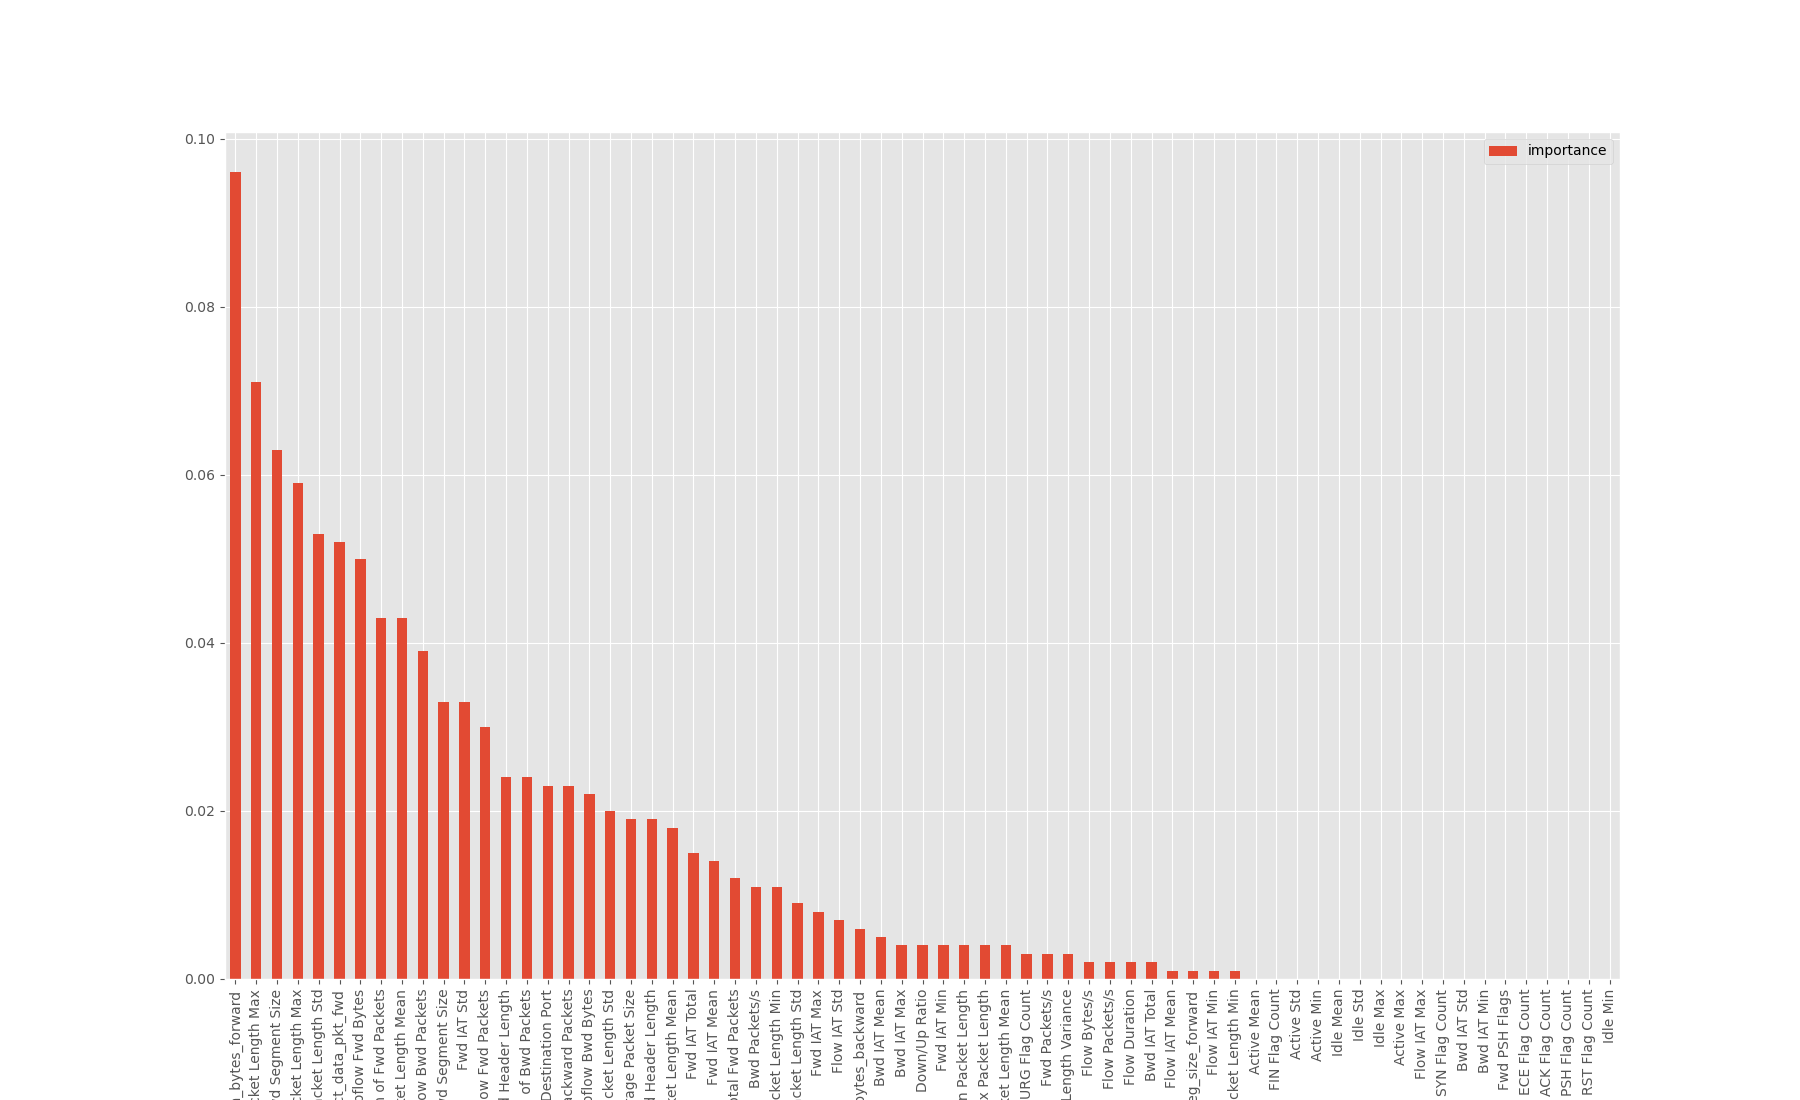 0.10
0.08
0.06
0.04
0.02
0.00
importance
_bytes_forward
cket Length Max
d Segment Size
cket Length Max
acket Length Std
ct_data_pkt_fwd
bflow Fwd Bytes
of Fwd Packets
ket Length Mean
ow Bwd Packets
d Segment Size
Fwd IAT Std
ow Fwd Packets
d Header Length
of Bwd Packets
Destination Port
ackward Packets
bflow Bwd Bytes
cket Length Std
rage Packet Size
d Header Length
ket Length Mean
Fwd IAT Total
Fwd IAT Mean
otal Fwd Packets
Bwd Packets/s
cket Length Min
cket Length Std
Fwd IAT Max
Flow IAT Std
bytes_backward
Bwd IAT Mean
Bwd IAT Max
Down/Up Ratio
Fwd IAT Min
n Packet Length
x Packet Length
ket Length Mean
URG Flag Count
Fwd Packets/s
Length Variance
Flow Bytes/s
Flow Packets/s
Flow Duration
Bwd IAT Total
Flow IAT Mean
eg_size_forward
Flow IAT Min
cket Length Min
Active Mean
FIN Flag Count
Active Std
Active Min
Idle Mean
Idle Std
Idle Max
Active Max
Flow IAT Max
SYN Flag Count
Bwd IAT Std
Bwd IAT Min
Fwd PSH Flags
ECE Flag Count
ACK Flag Count
PSH Flag Count
RST Flag Count
Idle Min